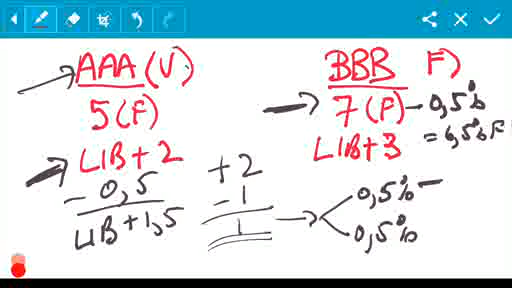 AAA (V)
5 (F)
LIB + 2
- 0,5
LIB + 1,5
+ 2
- 1
1
0,5%
0,5%
BBB F)
7 (F) - 0,5%
= 6,5% F
LIB + 3